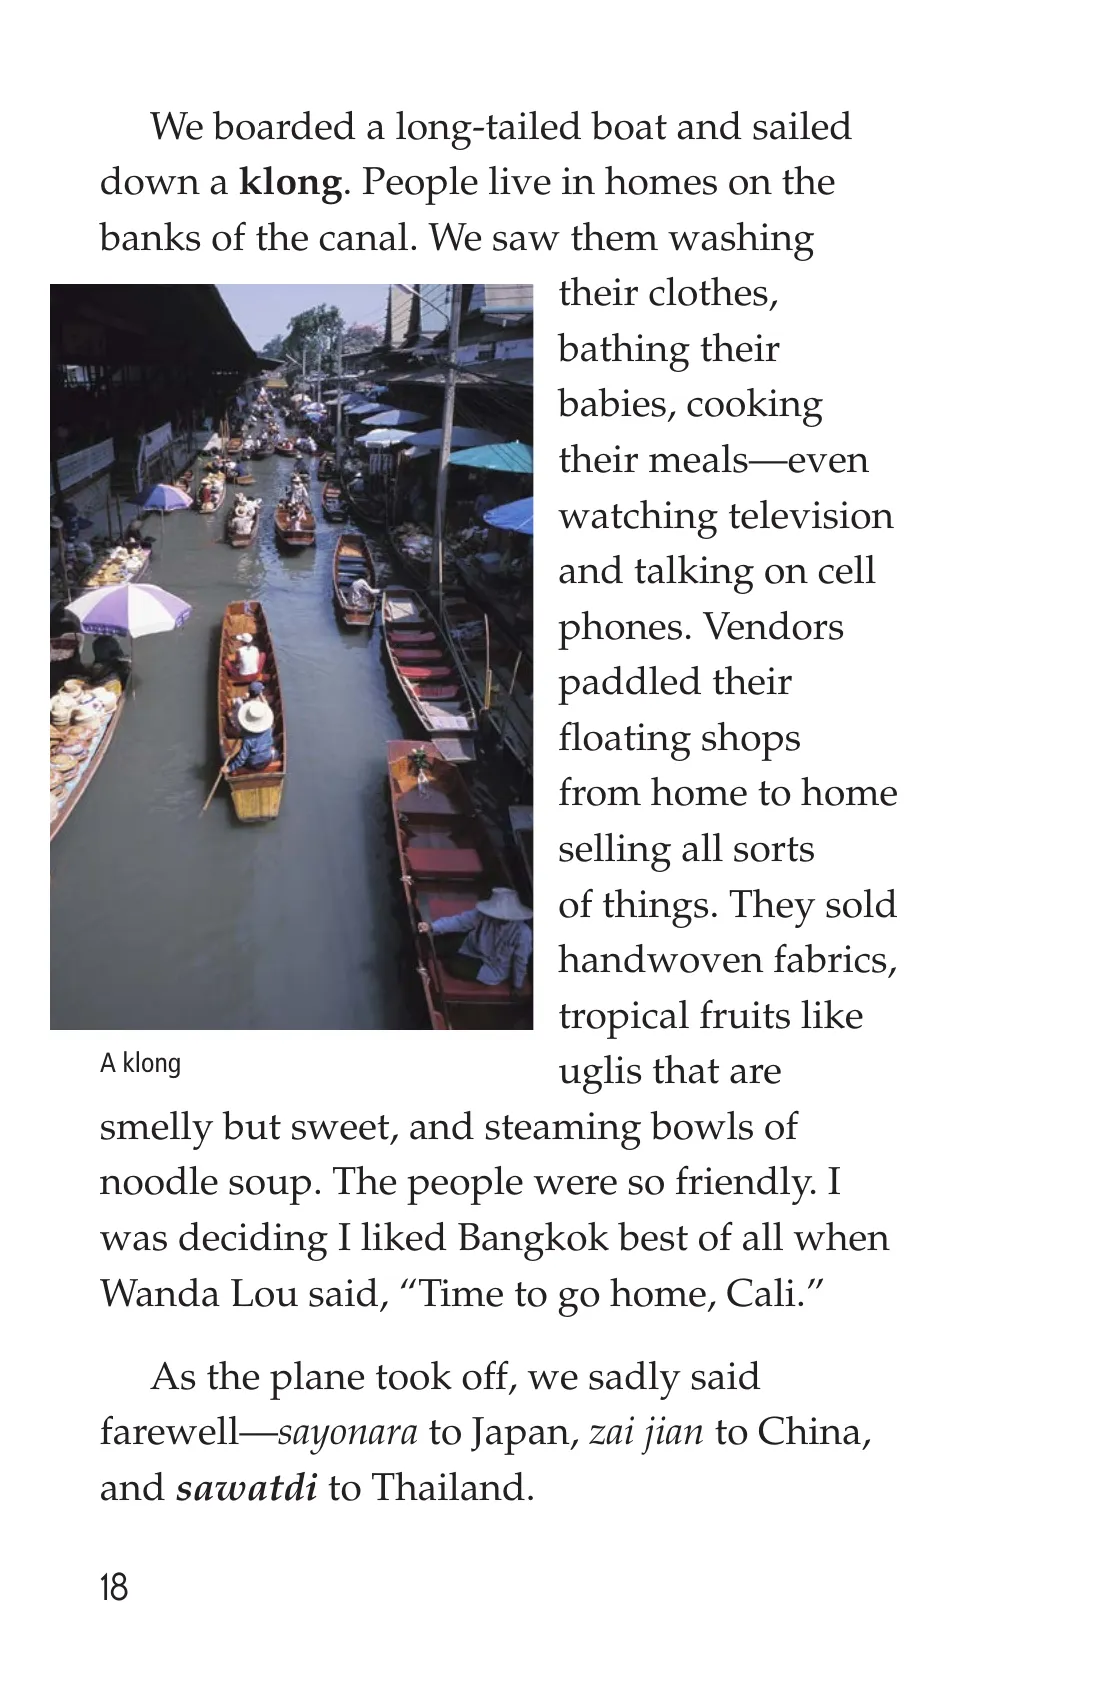 We boarded a long-tailed boat and sailed
down a klong. People live in homes on the
banks of the canal. We saw them washing
their clothes,
bathing their
babies, cooking
their meals—even
watching television
and talking on cell
phones. Vendors
paddled their
floating shops
from home to home
selling all sorts
of things. They sold
handwoven fabrics,
tropical fruits like
uglis that are
A klong
smelly but sweet, and steaming bowls of
noodle soup. The people were so friendly. I
was deciding I liked Bangkok best of all when
Wanda Lou said, “Time to go home, Cali.”
As the plane took off, we sadly said
farewell—sayonara to Japan, zai jian to China,
and sawatdi to Thailand.
18